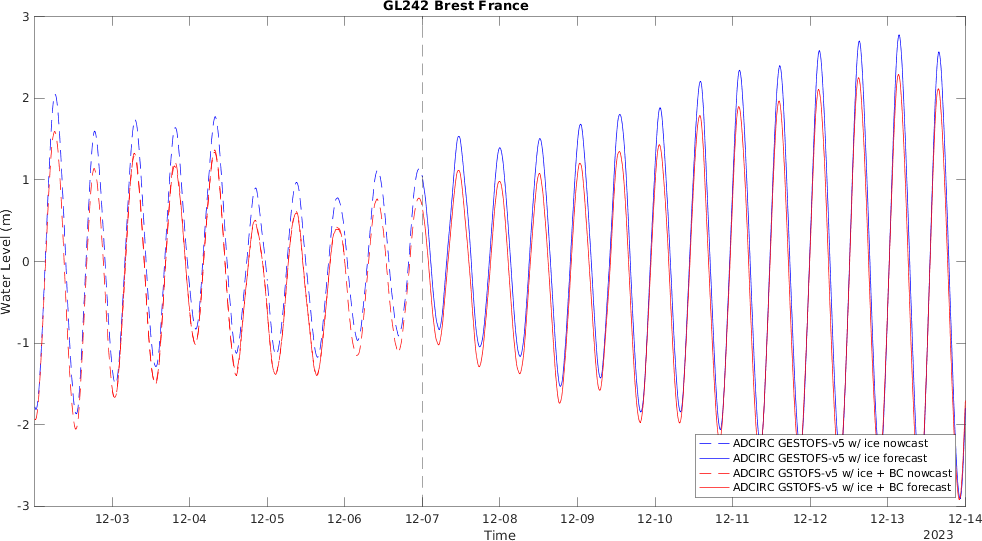 GL242 Brest France
3
2
1
0
-1
-2
-3
Water Level (m)
ADCIRC GESTOFS-v5 w/ ice nowcast
ADCIRC GESTOFS-v5 w/ ice forecast
ADCIRC GSTOFS-v5 w/ ice + BC nowcast
ADCIRC GSTOFS-v5 w/ ice + BC forecast
12-03 12-04 12-05 12-06 12-07 12-08 12-09 12-10 12-11 12-12 12-13 12-14
Time
2023